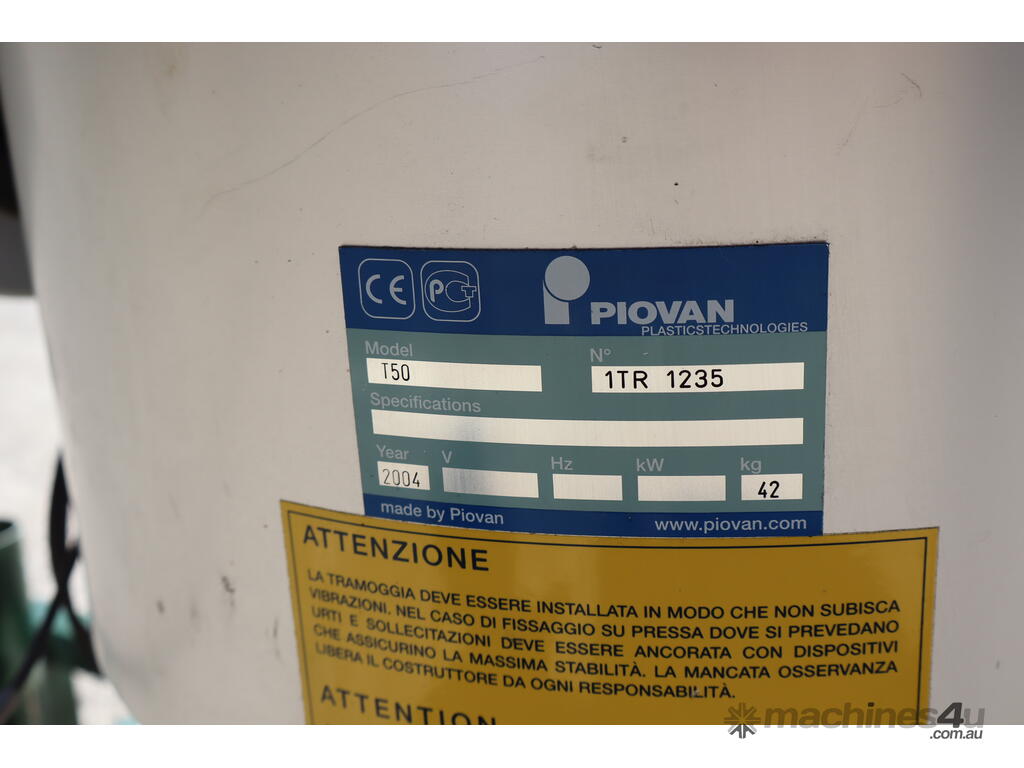 CE PCT PIOVAN
PLASTICSTECHNOLOGIES
Model N°
T50 1TR 1235
Specifications
Year V Hz kW kg
2004 42
made by Piovan www.piovan.com
ATTENZIONE
LA TRAMOGGIA DEVE ESSERE INSTALLATA IN MODO CHE NON SUBISCA
VIBRAZIONI. NEL CASO DI FISSAGGIO SU PRESSA DOVE SI PREVEDANO
URTI E SOLLECITAZIONI DEVE ESSERE ANCORATA CON DISPOSITIVI
CHE ASSICURINO LA MASSIMA STABILITÀ. LA MANCATA OSSERVANZA
LIBERA IL COSTRUTTORE DA OGNI RESPONSABILITÀ.
ATTENTION
machines4u
.com.au